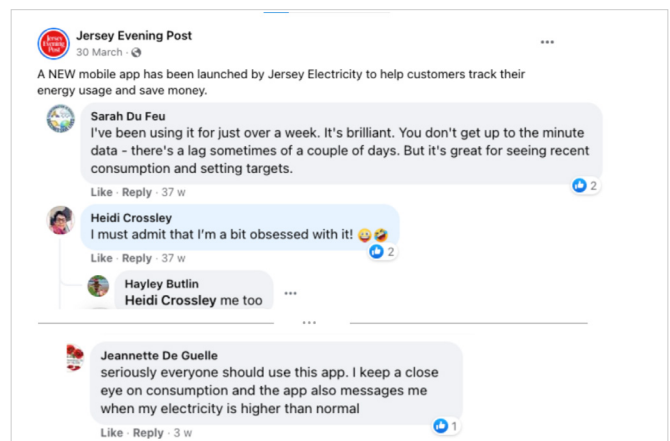 Jersey Evening Post
Jersey Evening Post
30 March ·
A NEW mobile app has been launched by Jersey Electricity to help customers track their
energy usage and save money.
Sarah Du Feu
I've been using it for just over a week. It's brilliant. You don't get up to the minute
data - there's a lag sometimes of a couple of days. But it's great for seeing recent
consumption and setting targets.
Like · Reply · 37 w
2
Heidi Crossley
I must admit that I'm a bit obsessed with it! 😀🤣
2
Like · Reply · 37 w
Hayley Butlin
Heidi Crossley me too
Jeannette De Guelle
seriously everyone should use this app. I keep a close
eye on consumption and the app also messages me
when my electricity is higher than normal
1
Like · Reply · 3 w